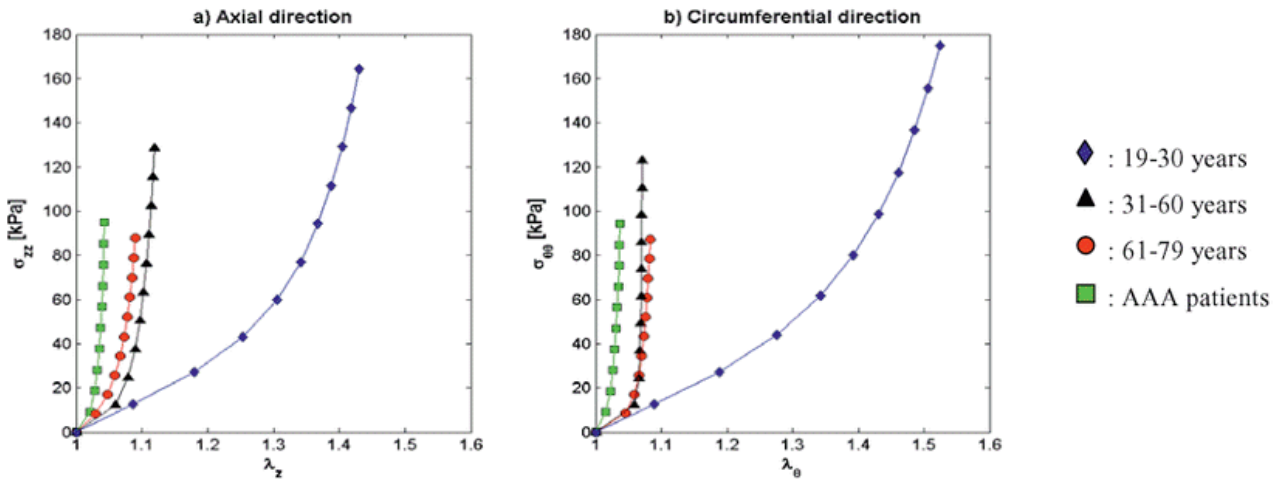 a) Axial direction
180
160
140
120
100
80
60
40
20
0
σzz [kPa]
1 1.1 1.2 1.3 1.4 1.5 1.6
λz
b) Circumferential direction
180
160
140
120
100
80
60
40
20
0
σθθ [kPa]
1 1.1 1.2 1.3 1.4 1.5 1.6
λθ
: 19-30 years
: 31-60 years
: 61-79 years
: AAA patients